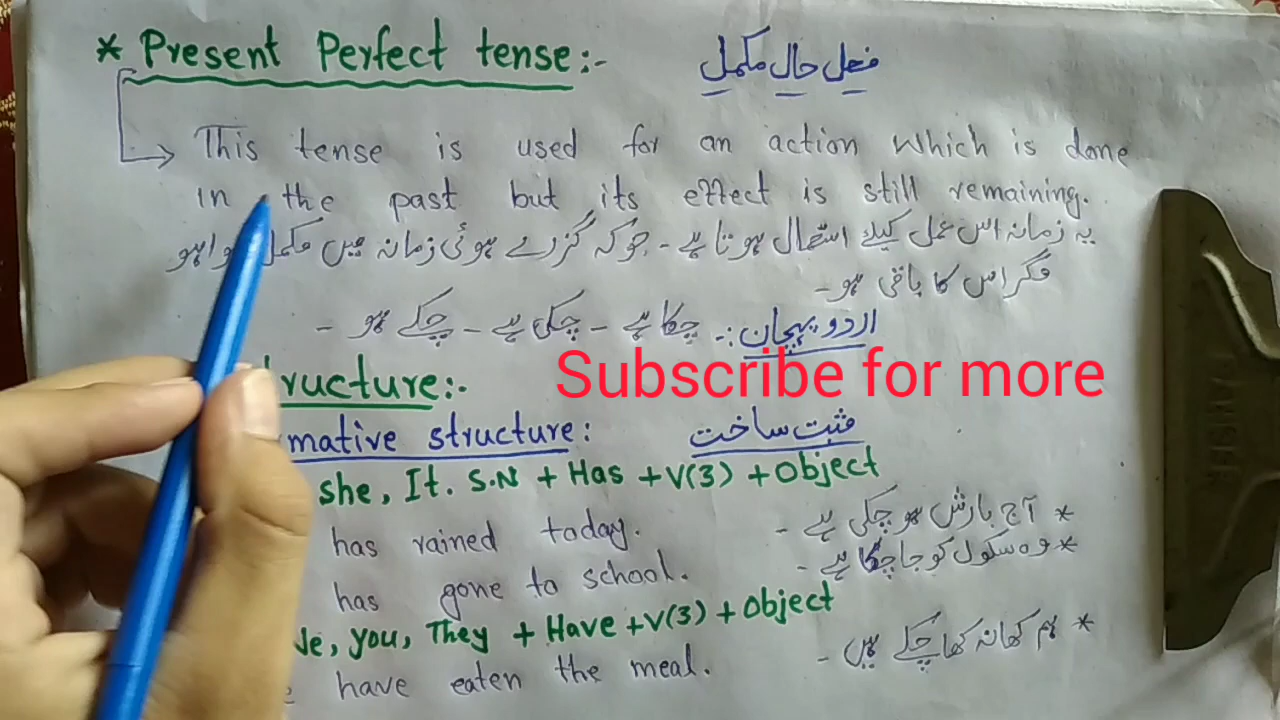 * Present Perfect tense:- فعل حال مکمل
This tense is used for an action which is done
in the past but its effect is still remaining.
یہ زمانہ اس عمل کیلئے استعمال ہوتا ہے - جو کہ گزرے ہوئی زمانہ میں مکمل ہو
مگر اس کا باقی ہو-
اردو پہچان :- چکا ہے - چکی ہے - چکے ہو -
ructure:-
Subscribe for more
mative structure: مثبت ساخت
she, It. S.N + Has + V(3) + Object
has rained today. * آج بارش ہو چکی ہے -
has gone to school. * وہ سکول کو جا چکا ہے -
We, you, They + Have + V(3) + Object
have eaten the meal. * ہم کھانہ کھا چکے ہیں -